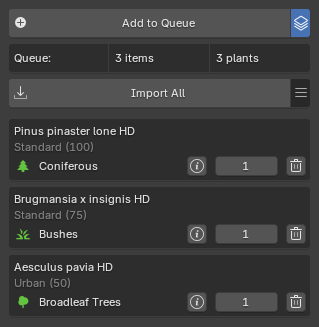 Add to Queue
Queue: 3 items 3 plants
Import All
Pinus pinaster lone HD
Standard (100)
Coniferous 1
Brugmansia x insignis HD
Standard (75)
Bushes 1
Aesculus pavia HD
Urban (50)
Broadleaf Trees 1